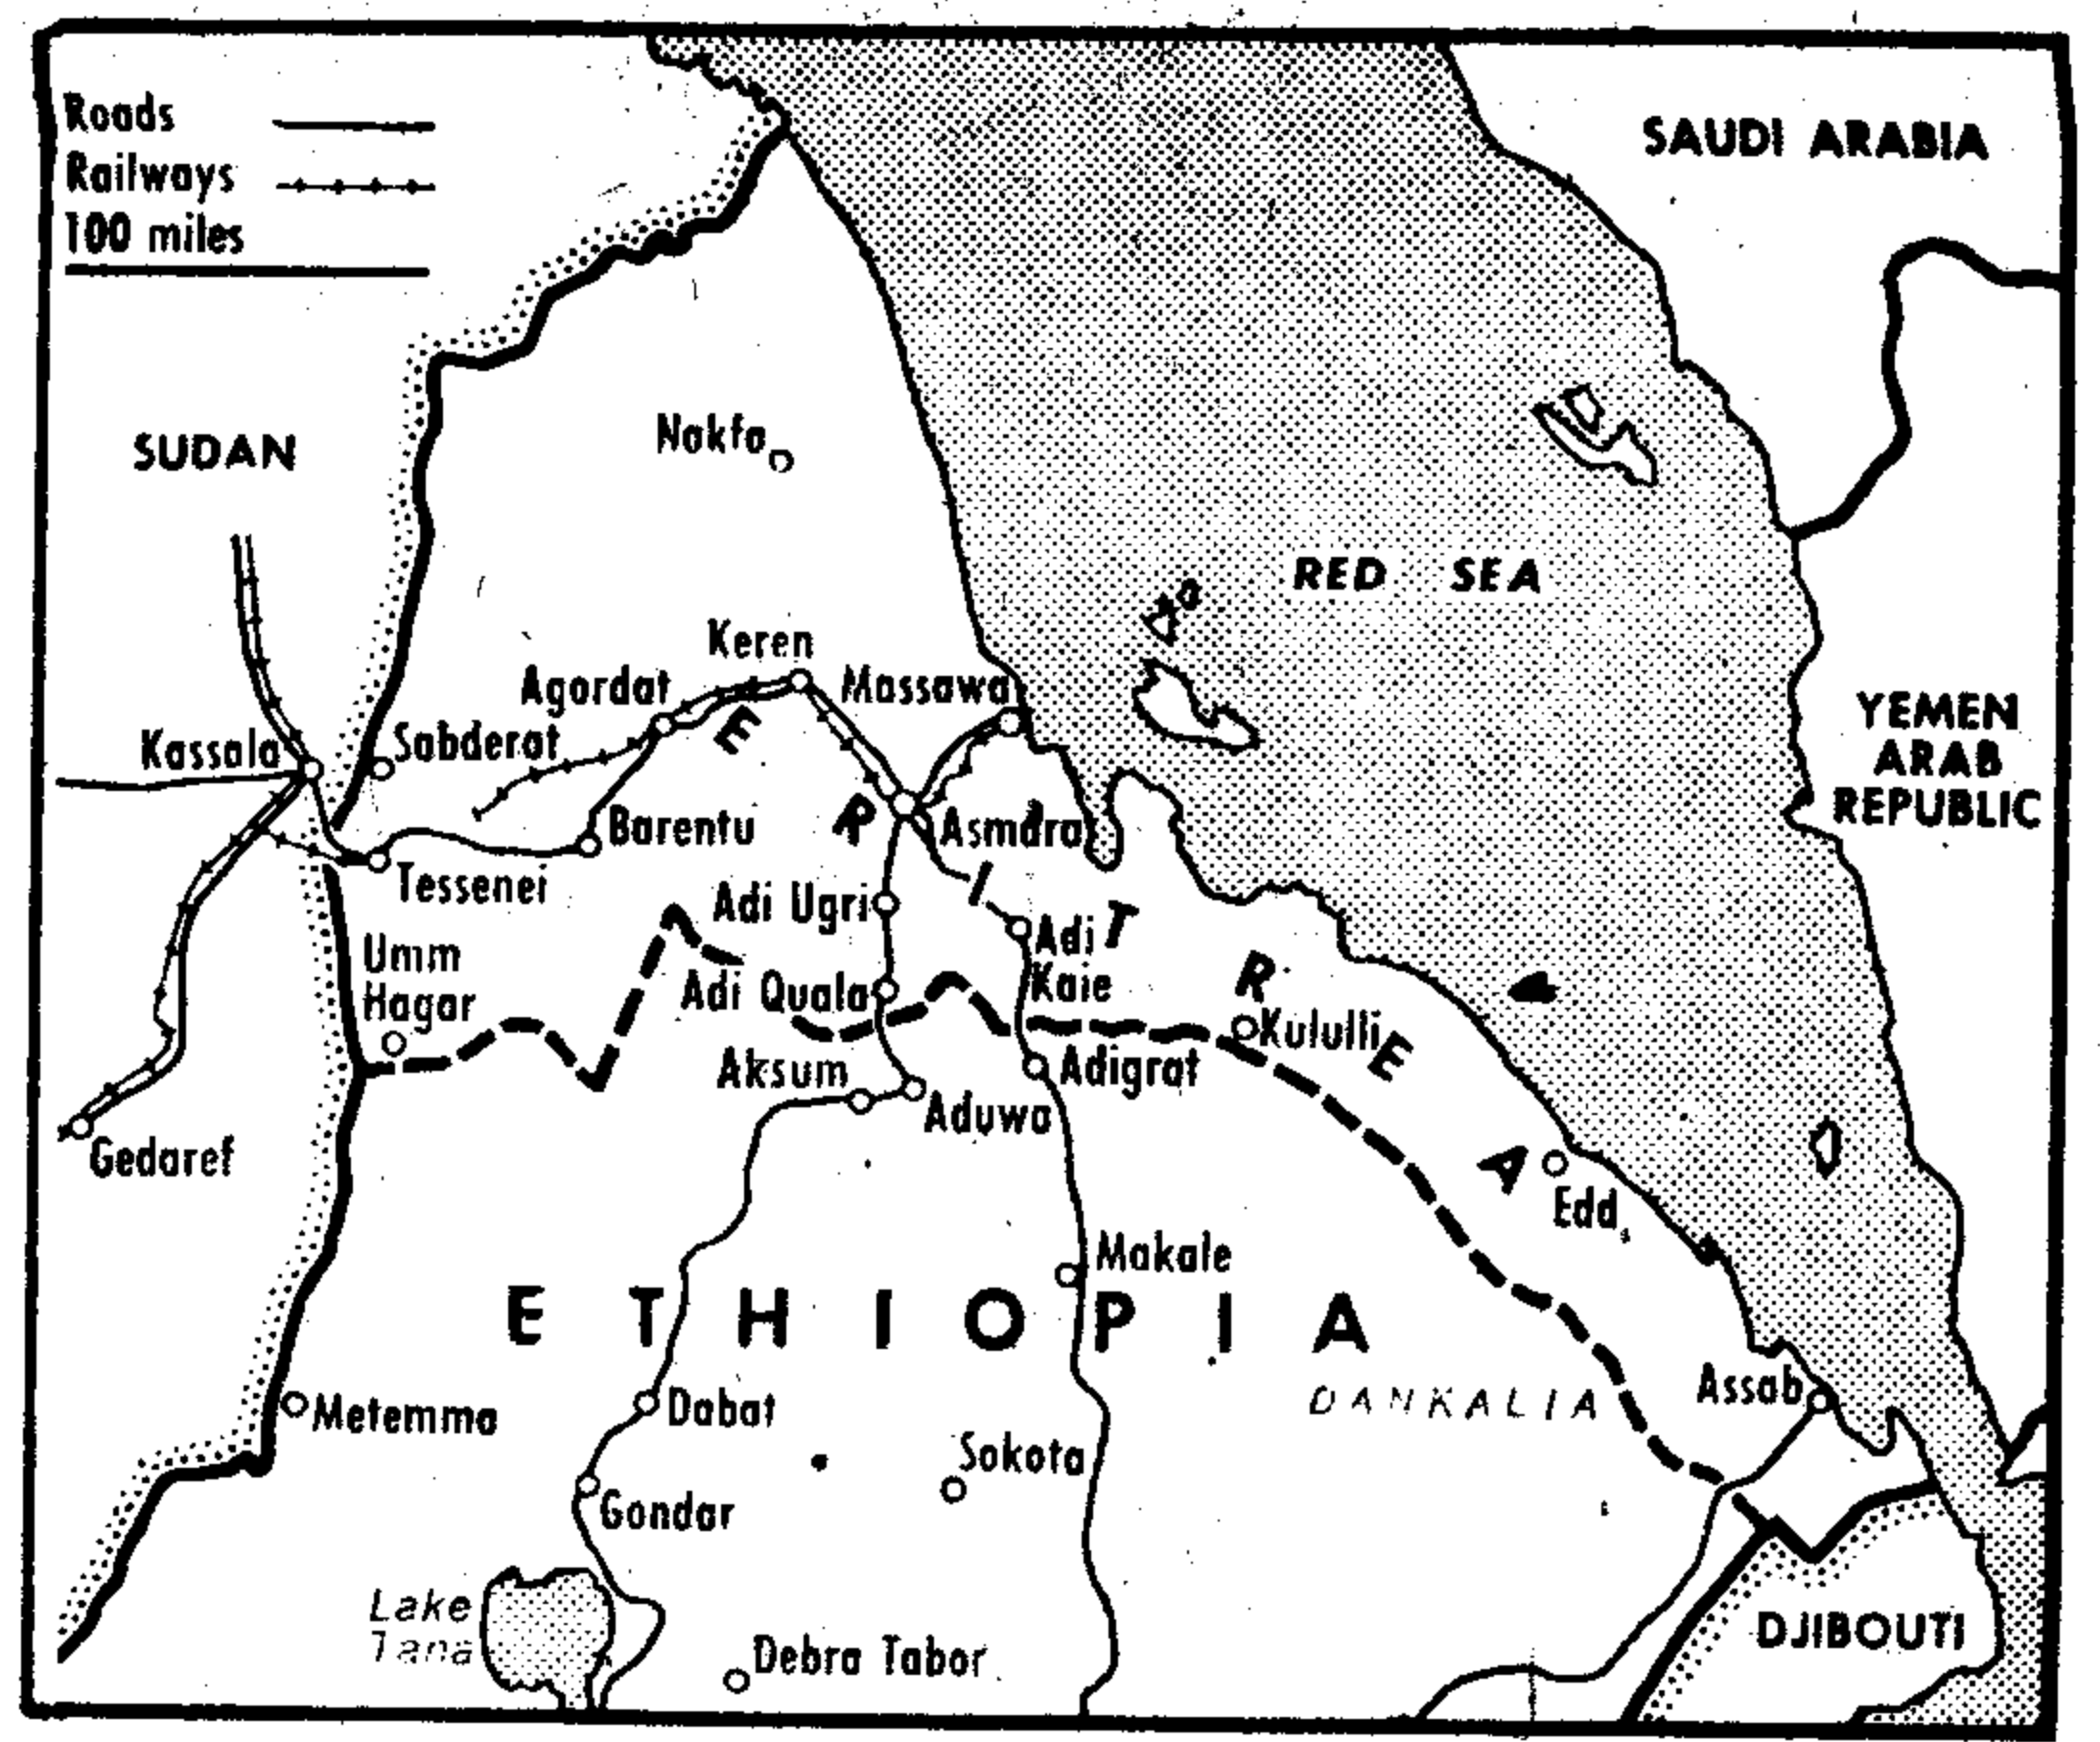 Roads
Railways
100 miles
SAUDI ARABIA
SUDAN
Nakfa
RED SEA
YEMEN
ARAB
REPUBLIC
Keren
Agordat
Massawa
Kassala
Sabderat
Barentu
Asmara
Tessenei
Adi Ugri
Umm
Hagar
Adi Quala
Adi
Kaie
ERITREA
Kululli
Aksum
Adigrat
Aduwa
Gedaref
Edd
Makale
ETHIOPIA
DANKALIA
Assab
Metemma
Dabat
Sokota
Gondar
Lake
Tana
Debra Tabor
DJIBOUTI